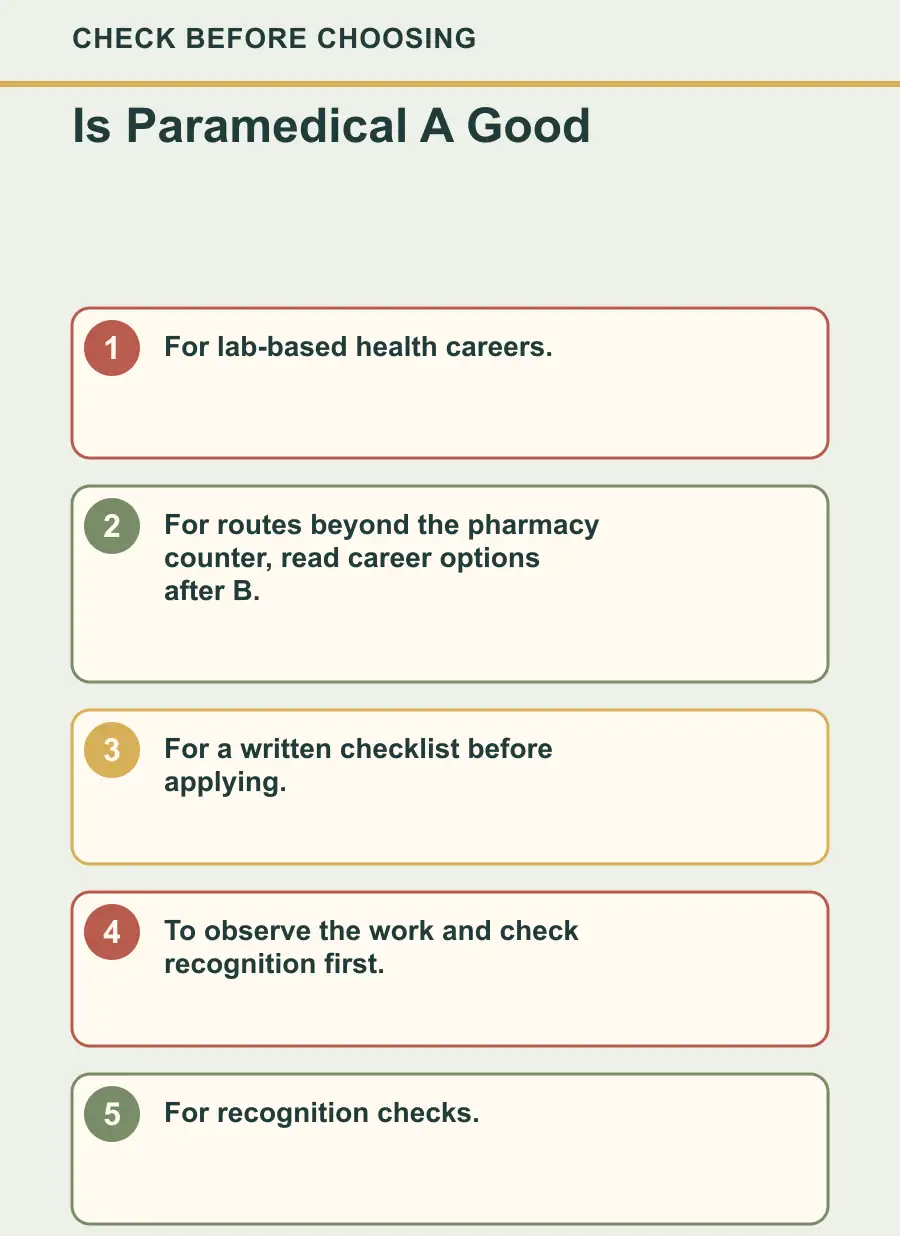 CHECK BEFORE CHOOSING
Is Paramedical A Good
1
For lab-based health careers.
2
For routes beyond the pharmacy
counter, read career options
after B.
3
For a written checklist before
applying.
4
To observe the work and check
recognition first.
5
For recognition checks.